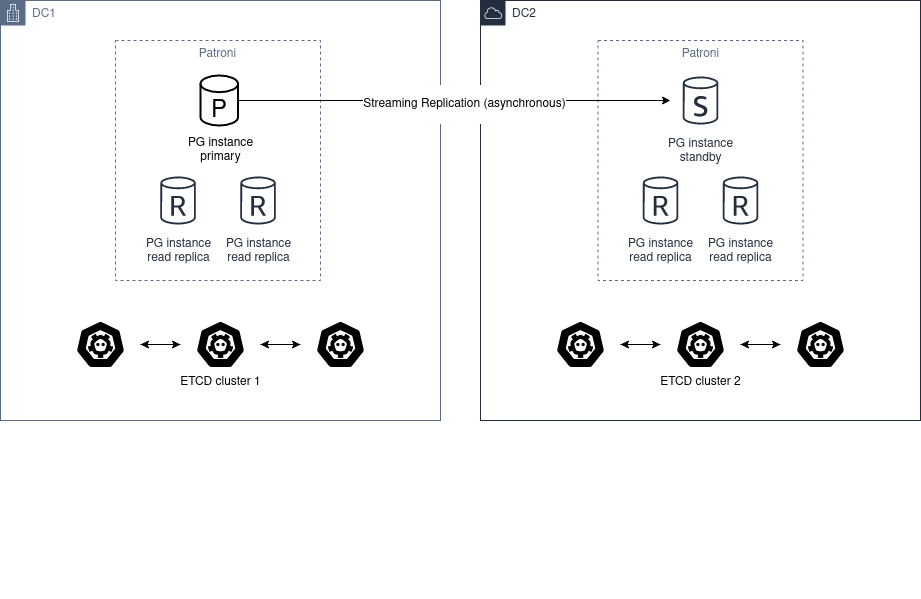 DC1
DC2
Patroni
Patroni
P
Streaming Replication (asynchronous)
S
PG instance
primary
PG instance
standby
R
R
R
R
PG instance
read replica
PG instance
read replica
PG instance
read replica
PG instance
read replica
ETCD cluster 1
ETCD cluster 2